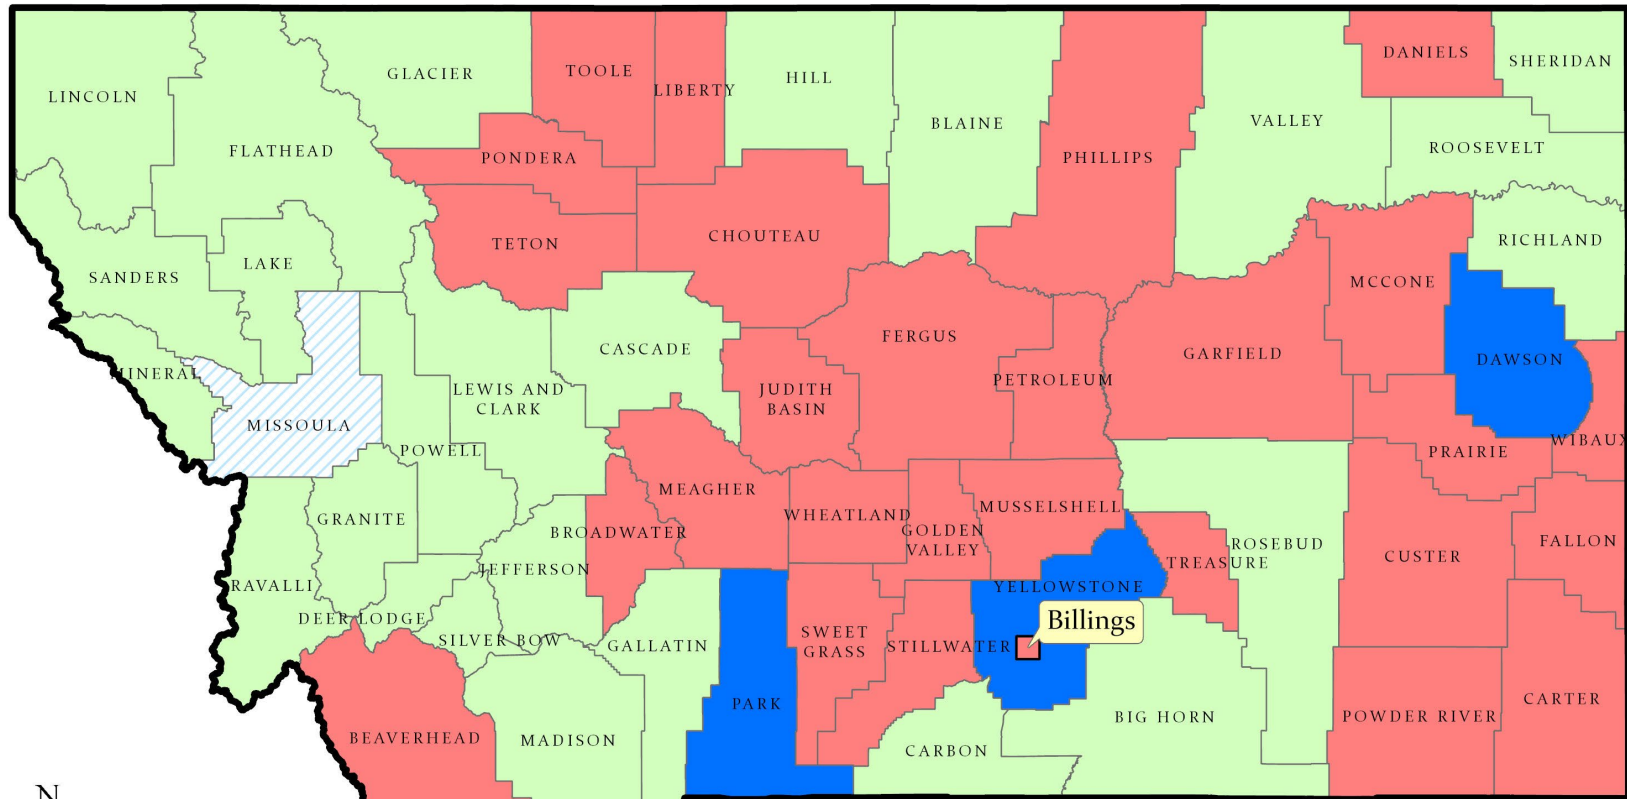 LINCOLN
FLATHEAD
GLACIER
TOOLE
LIBERTY
HILL
BLAINE
PHILLIPS
VALLEY
DANIELS
SHERIDAN
ROOSEVELT
PONDERA
TETON
CHOUTEAU
RICHLAND
SANDERS
LAKE
MCCONE
DAWSON
MINERAL
MISSOULA
LEWIS AND
CLARK
CASCADE
JUDITH
BASIN
FERGUS
PETROLEUM
GARFIELD
PRAIRIE
WIBAUX
POWELL
GRANITE
MEAGHER
BROADWATER
WHEATLAND
GOLDEN
VALLEY
MUSSELSHELL
TREASURE
ROSEBUD
CUSTER
FALLON
RAVALLI
JEFFERSON
DEER LODGE
SILVER BOW
GALLATIN
SWEET
GRASS
STILLWATER
YELLOWSTONE
Billings
PARK
BEAVERHEAD
MADISON
CARBON
BIG HORN
POWDER RIVER
CARTER
N